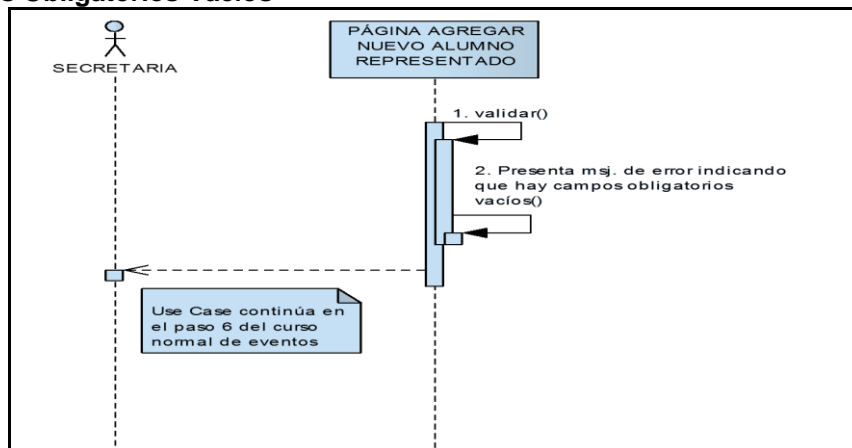 Obligatorios Vacíos
PÁGINA AGREGAR
NUEVO ALUMNO
REPRESENTADO
SECRETARIA
1. validar()
2. Presenta msj. de error indicando
que hay campos obligatorios
vacíos()
Use Case continúa en
el paso 6 del curso
normal de eventos